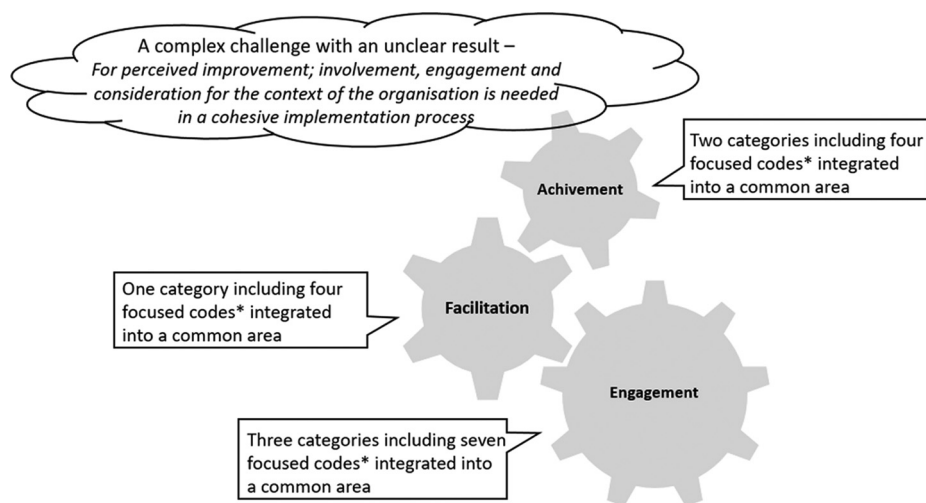 A complex challenge with an unclear result –
For perceived improvement; involvement, engagement and
consideration for the context of the organisation is needed
in a cohesive implementation process
Two categories including four
focused codes* integrated
into a common area
Achivement
One category including four
focused codes* integrated
into a common area
Facilitation
Engagement
Three categories including seven
focused codes* integrated into
a common area